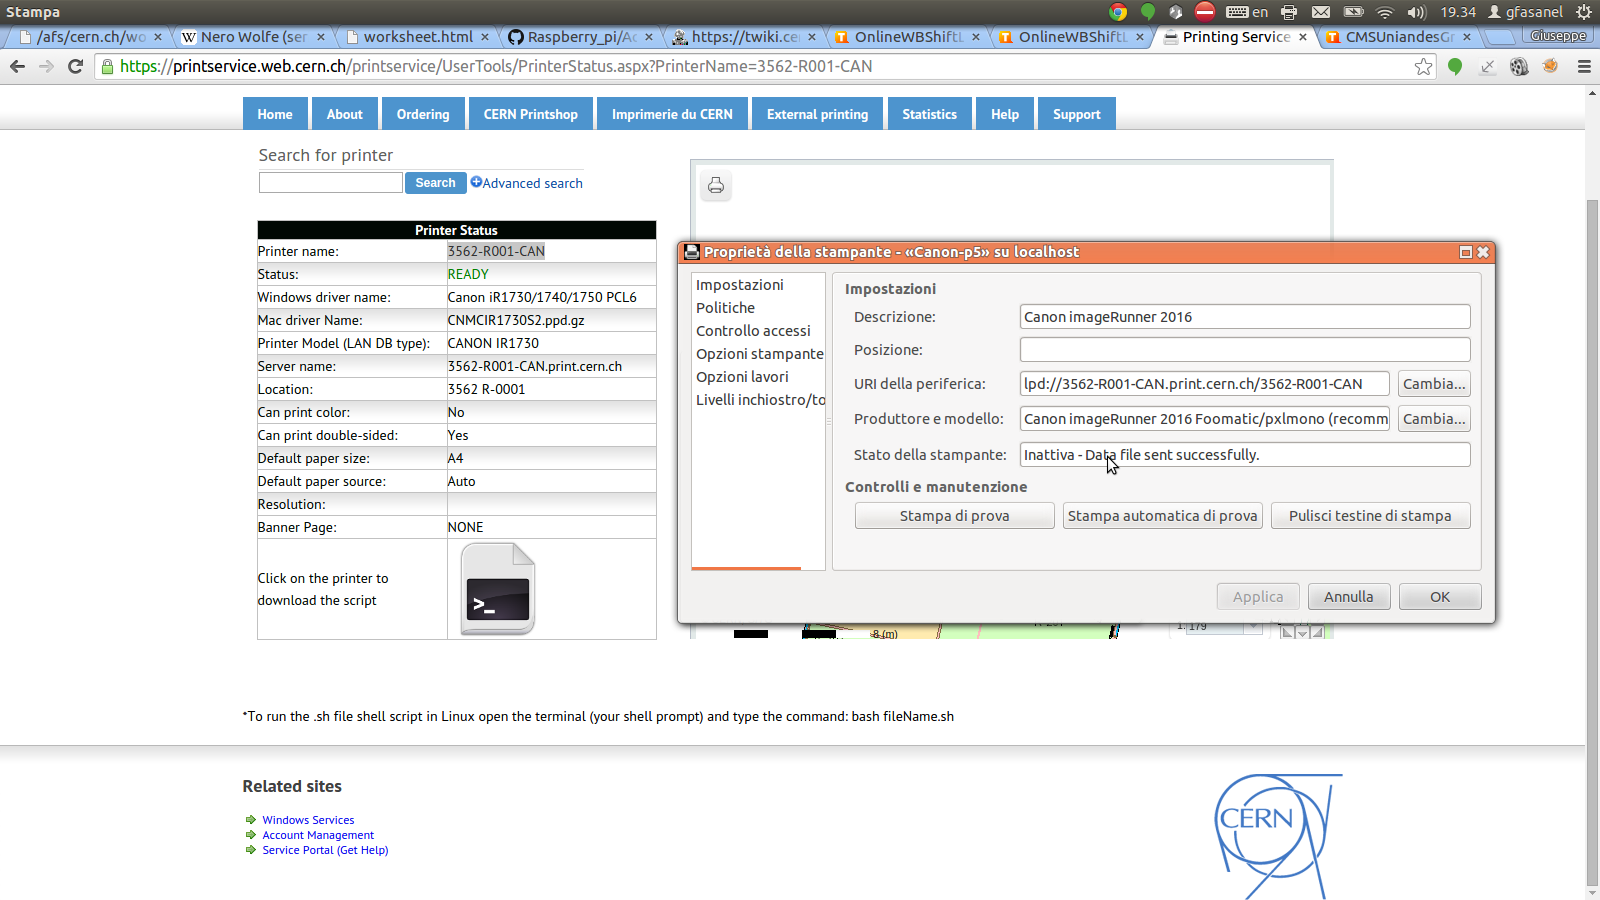 Stampa
en
19.34
gfasanel
/afs/cern.ch/wo
Nero Wolfe (ser
worksheet.html
Raspberry_pi/Ac
https://twiki.ce
OnlineWBShiftL
OnlineWBShiftL
Printing Service
CMSUniandesGr
Giuseppe
https://printservice.web.cern.ch/printservice/UserTools/PrinterStatus.aspx?PrinterName=3562-R001-CAN
Home
About
Ordering
CERN Printshop
Imprimerie du CERN
External printing
Statistics
Help
Support
Search for printer
Search
Advanced search
Printer Status
Printer name: 3562-R001-CAN
Status: READY
Windows driver name: Canon iR1730/1740/1750 PCL6
Mac driver Name: CNMCIR1730S2.ppd.gz
Printer Model (LAN DB type): CANON IR1730
Server name: 3562-R001-CAN.print.cern.ch
Location: 3562 R-0001
Can print color: No
Can print double-sided: Yes
Default paper size: A4
Default paper source: Auto
Resolution:
Banner Page: NONE
Click on the printer to
download the script
>_
Proprietà della stampante - «Canon-p5» su localhost
Impostazioni
Politiche
Controllo accessi
Opzioni stampante
Opzioni lavori
Livelli inchiostro/to
Impostazioni
Descrizione: Canon imageRunner 2016
Posizione:
URI della periferica: lpd://3562-R001-CAN.print.cern.ch/3562-R001-CAN Cambia...
Produttore e modello: Canon imageRunner 2016 Foomatic/pxlmono (recomm Cambia...
Stato della stampante: Inattiva - Data file sent successfully.
Controlli e manutenzione
Stampa di prova
Stampa automatica di prova
Pulisci testine di stampa
Applica
Annulla
OK
8 (m)
1: 179
*To run the .sh file shell script in Linux open the terminal (your shell prompt) and type the command: bash fileName.sh
Related sites
Windows Services
Account Management
Service Portal (Get Help)
CERN